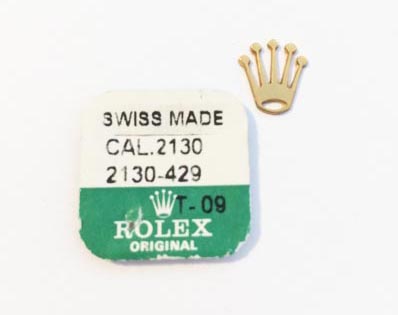 SWISS MADE
CAL.2130
2130-429
T-09
ROLEX
ORIGINAL